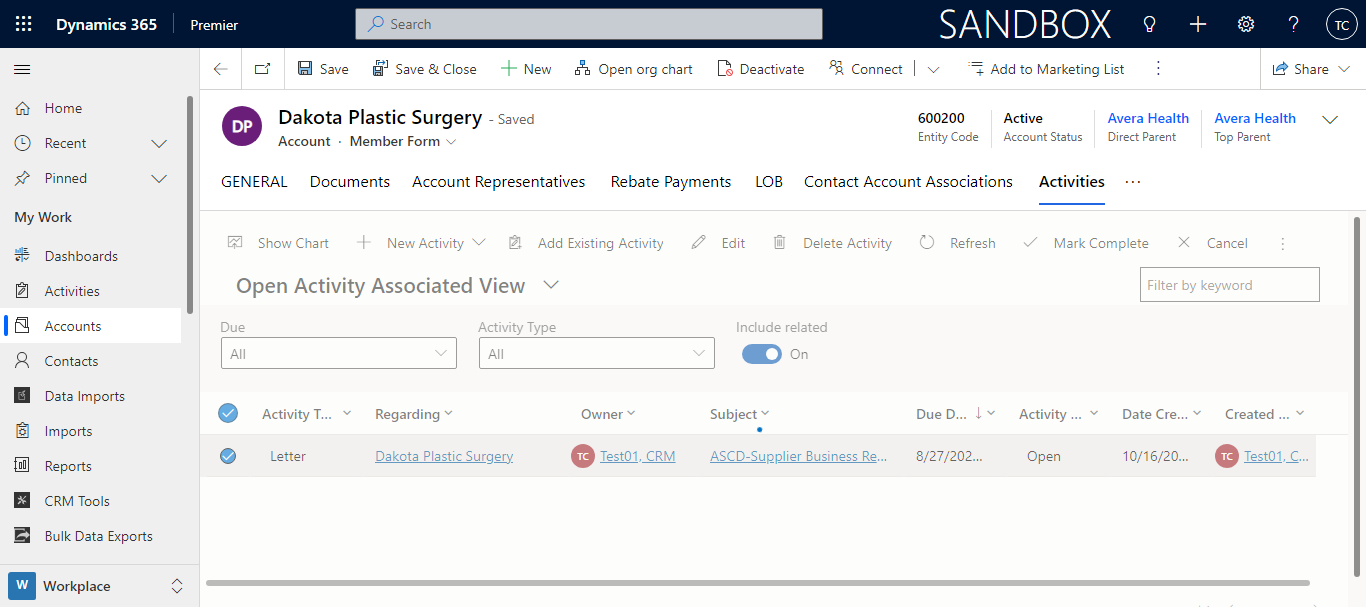 Dynamics 365 Premier Search SANDBOX ? TC
Save Save & Close New Open org chart Deactivate Connect Add to Marketing List Share
Home
Recent
Pinned
My Work
Dashboards
Activities
Accounts
Contacts
Data Imports
Imports
Reports
CRM Tools
Bulk Data Exports
W Workplace
DP Dakota Plastic Surgery - Saved
Account · Member Form
600200 Active Avera Health Avera Health
Entity Code Account Status Direct Parent Top Parent
GENERAL Documents Account Representatives Rebate Payments LOB Contact Account Associations Activities ...
Show Chart New Activity Add Existing Activity Edit Delete Activity Refresh Mark Complete Cancel
Open Activity Associated View Filter by keyword
Due Activity Type Include related
All All On
Activity T... Regarding Owner Subject Due D... Activity ... Date Cre... Created ...
Letter Dakota Plastic Surgery TC Test01, CRM ASCD-Supplier Business Re... 8/27/202... Open 10/16/20... TC Test01, C...